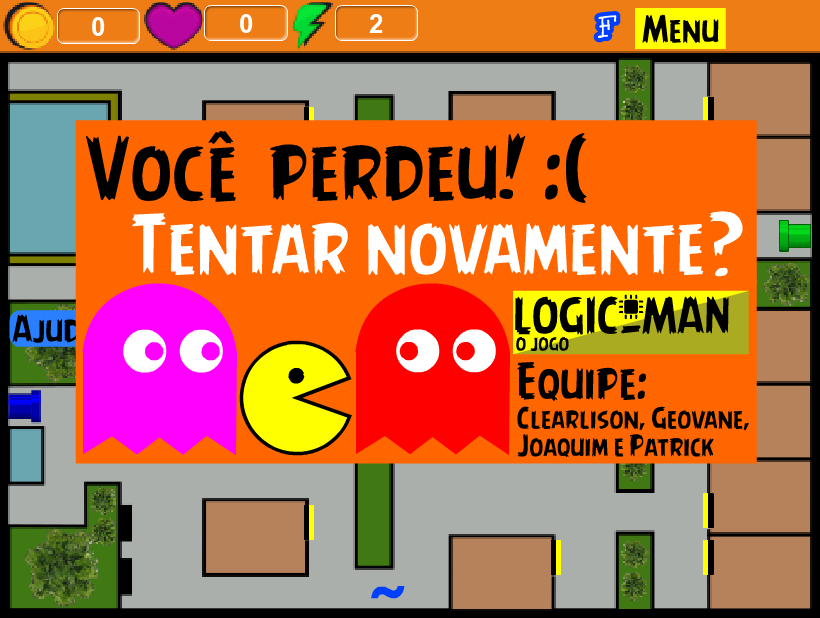 0 0 2 F MENU
VOCÊ PERDEU! :(
TENTAR NOVAMENTE?
AJUD
LOGIC-MAN
O JOGO
EQUIPE:
CLEARLISON, GEOVANE,
JOAQUIM E PATRICK
~